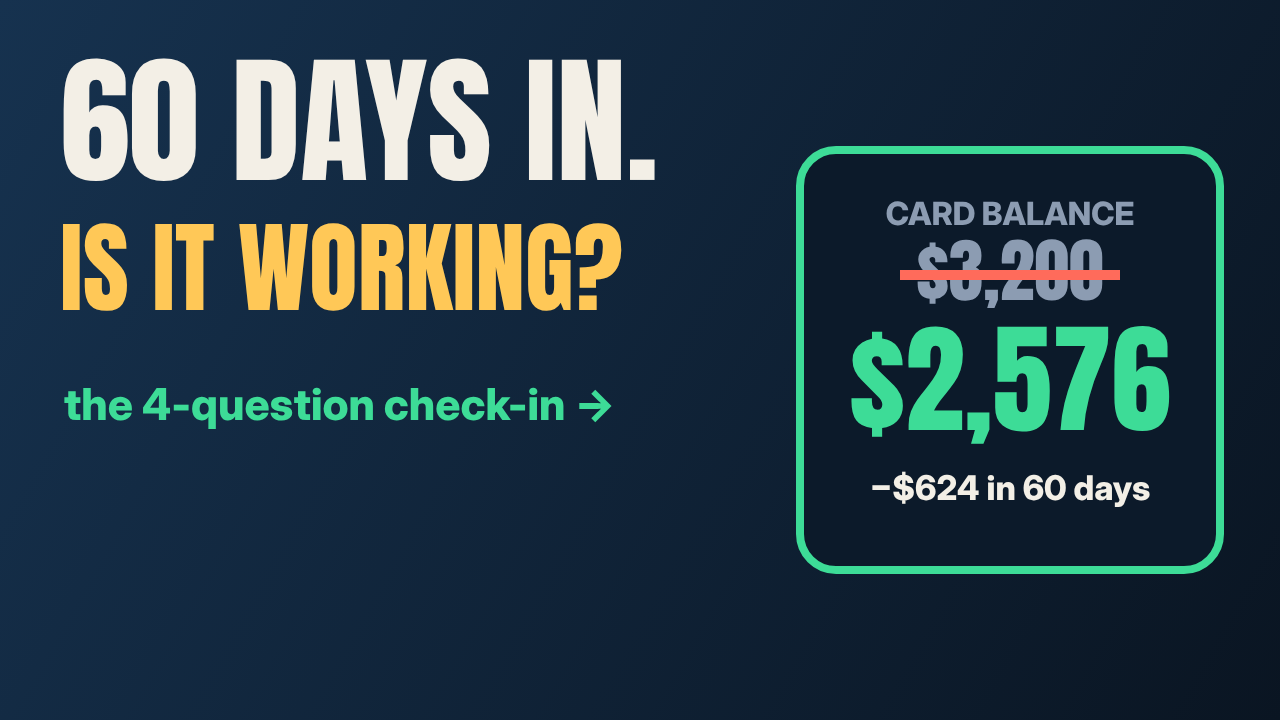 60 DAYS IN.
IS IT WORKING?
the 4-question check-in →
CARD BALANCE
$3,200
$2,576
−$624 in 60 days